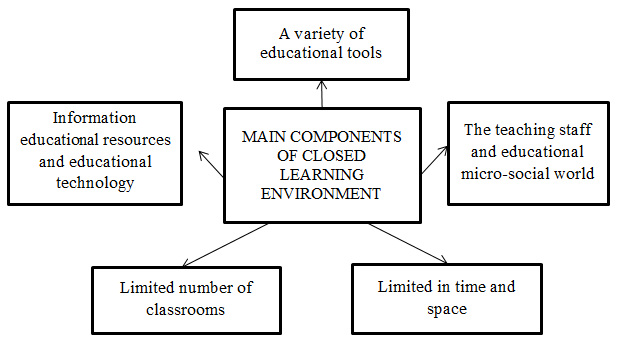 A variety of
educational tools
Information
educational resources
and educational
technology
MAIN COMPONENTS
OF CLOSED
LEARNING
ENVIRONMENT
The teaching staff
and educational
micro-social world
Limited number of
classrooms
Limited in time and
space